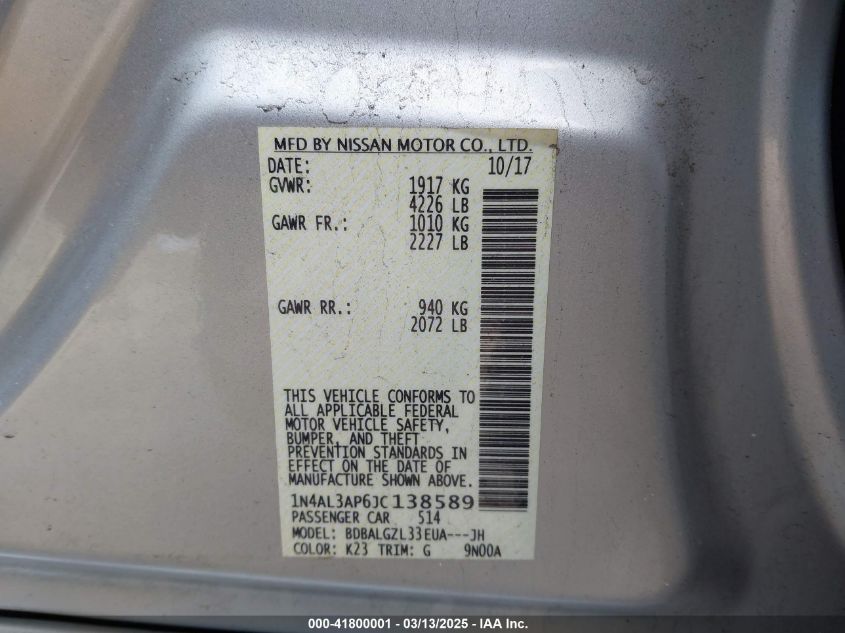 MFD BY NISSAN MOTOR CO., LTD.
DATE: 10/17
GVWR: 1917 KG
4226 LB
GAWR FR.: 1010 KG
2227 LB
GAWR RR.: 940 KG
2072 LB
THIS VEHICLE CONFORMS TO
ALL APPLICABLE FEDERAL
MOTOR VEHICLE SAFETY,
BUMPER, AND THEFT
PREVENTION STANDARDS IN
EFFECT ON THE DATE OF
MANUFACTURE SHOWN ABOVE.
1N4AL3AP6JC138589
PASSENGER CAR 514
MODEL: BDBALGZL33EUA---JH
COLOR: K23 TRIM: G 9N00A
000-41800001 - 03/13/2025 - IAA Inc.